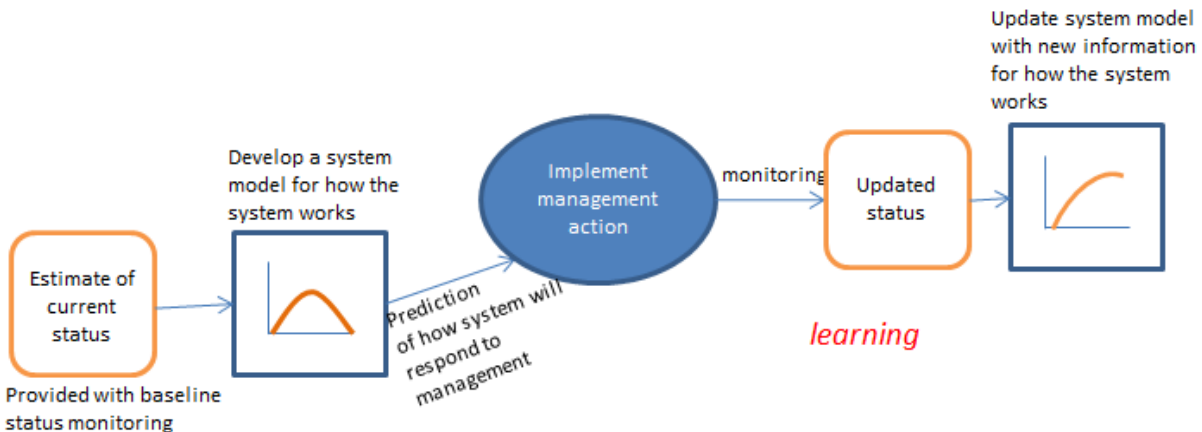 Estimate of
current
status
Provided with baseline
status monitoring
Develop a system
model for how the
system works
Prediction
of how system will
respond to
management
Implement
management
action
monitoring
Updated
status
learning
Update system model
with new information
for how the system
works